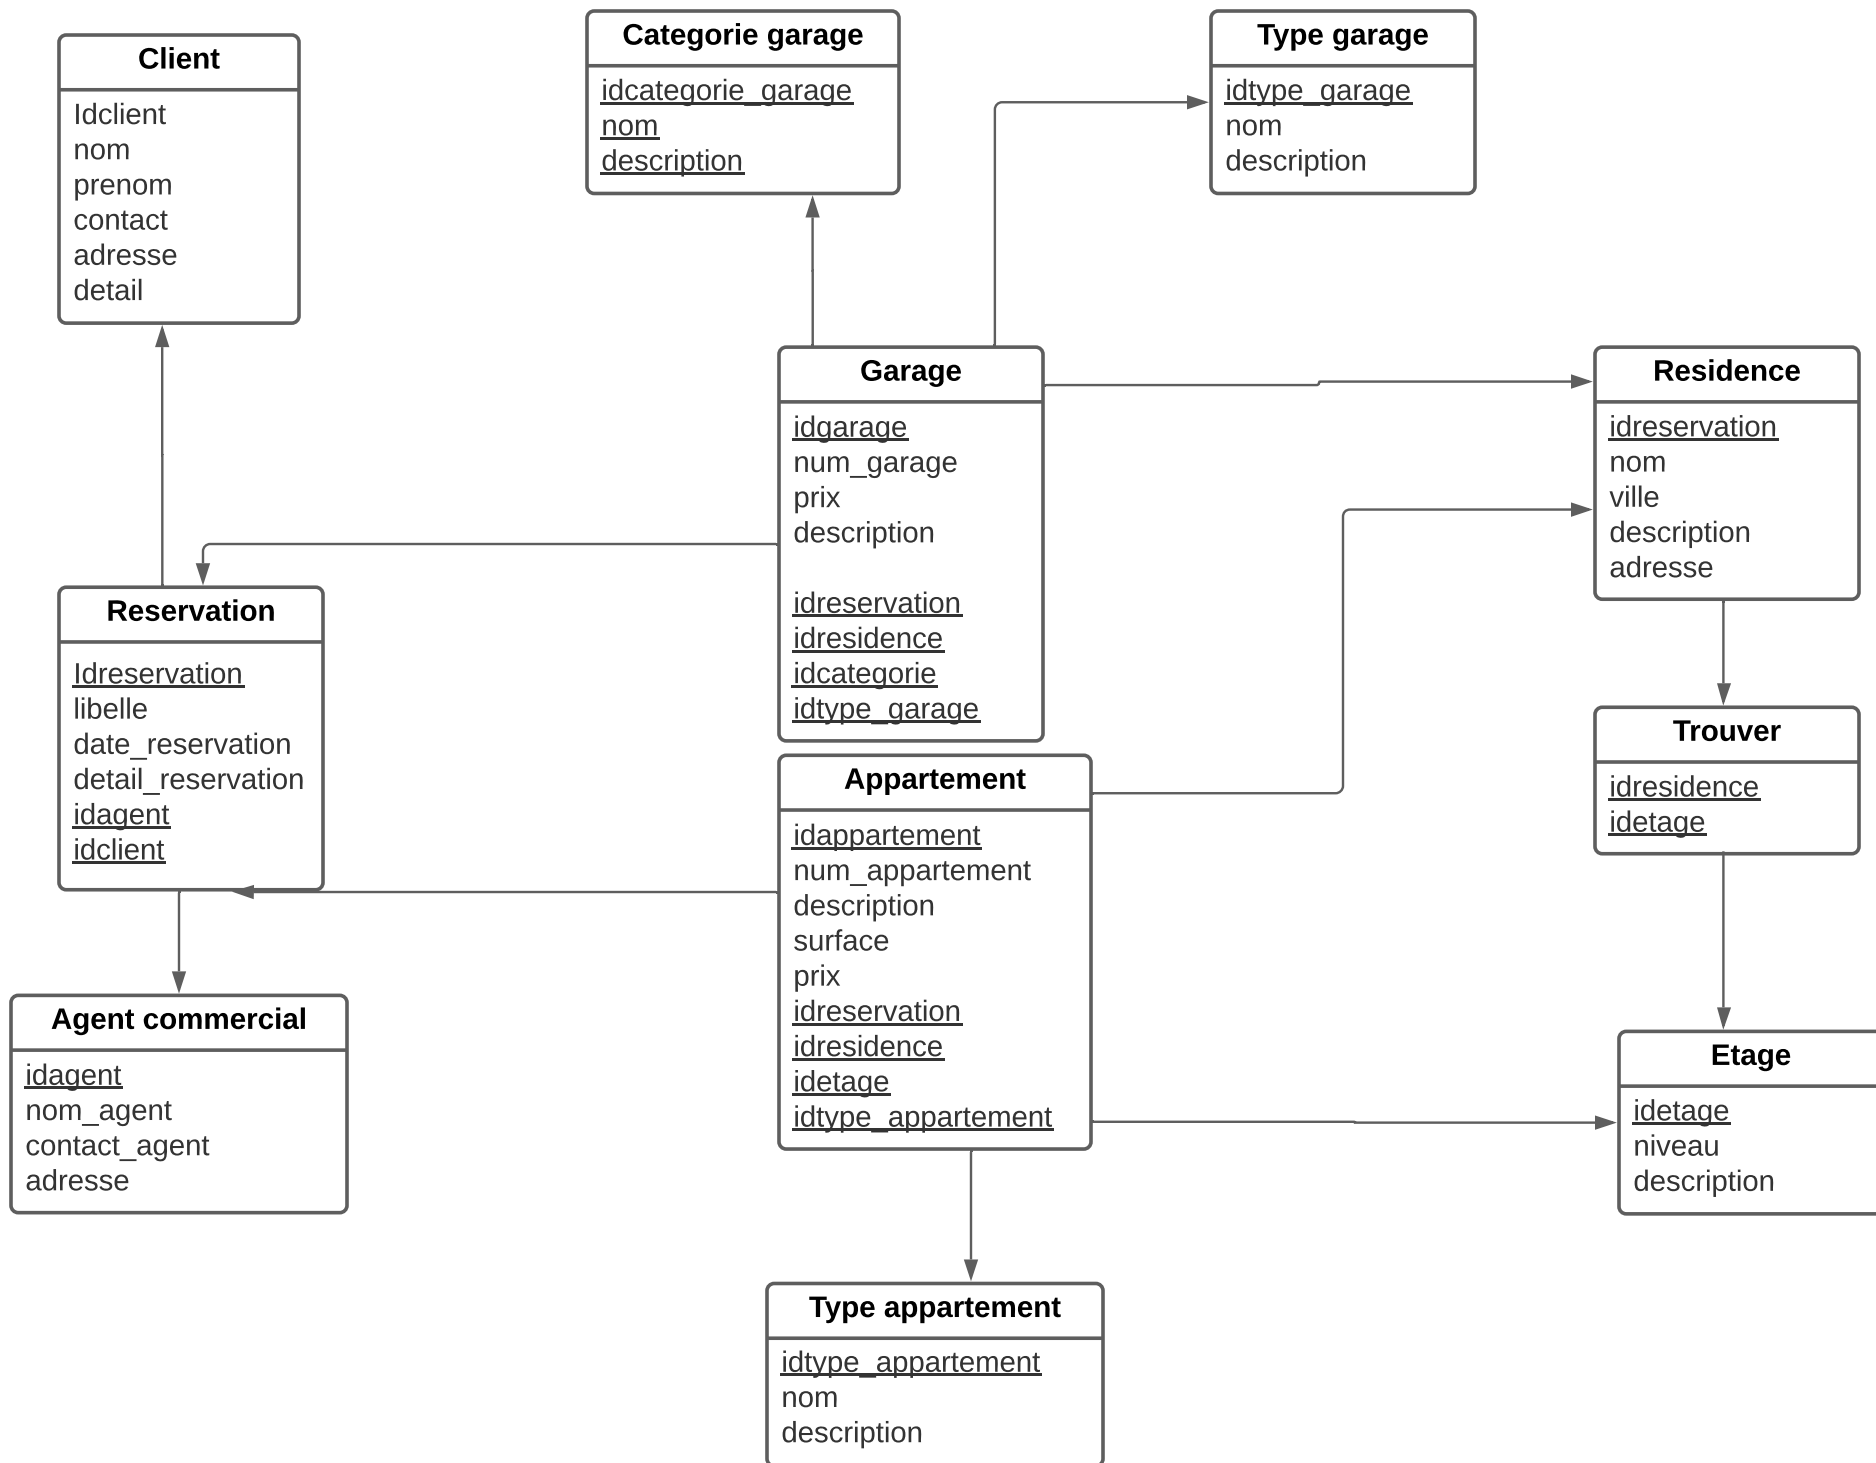 Client
Idclient
nom
prenom
contact
adresse
detail
Categorie garage
idcategorie_garage
nom
description
Type garage
idtype_garage
nom
description
Garage
idgarage
num_garage
prix
description
idreservation
idresidence
idcategorie
idtype_garage
Residence
idreservation
nom
ville
description
adresse
Reservation
Idreservation
libelle
date_reservation
detail_reservation
idagent
idclient
Trouver
idresidence
idetage
Appartement
idappartement
num_appartement
description
surface
prix
idreservation
idresidence
idetage
idtype_appartement
Agent commercial
idagent
nom_agent
contact_agent
adresse
Etage
idetage
niveau
description
Type appartement
idtype_appartement
nom
description